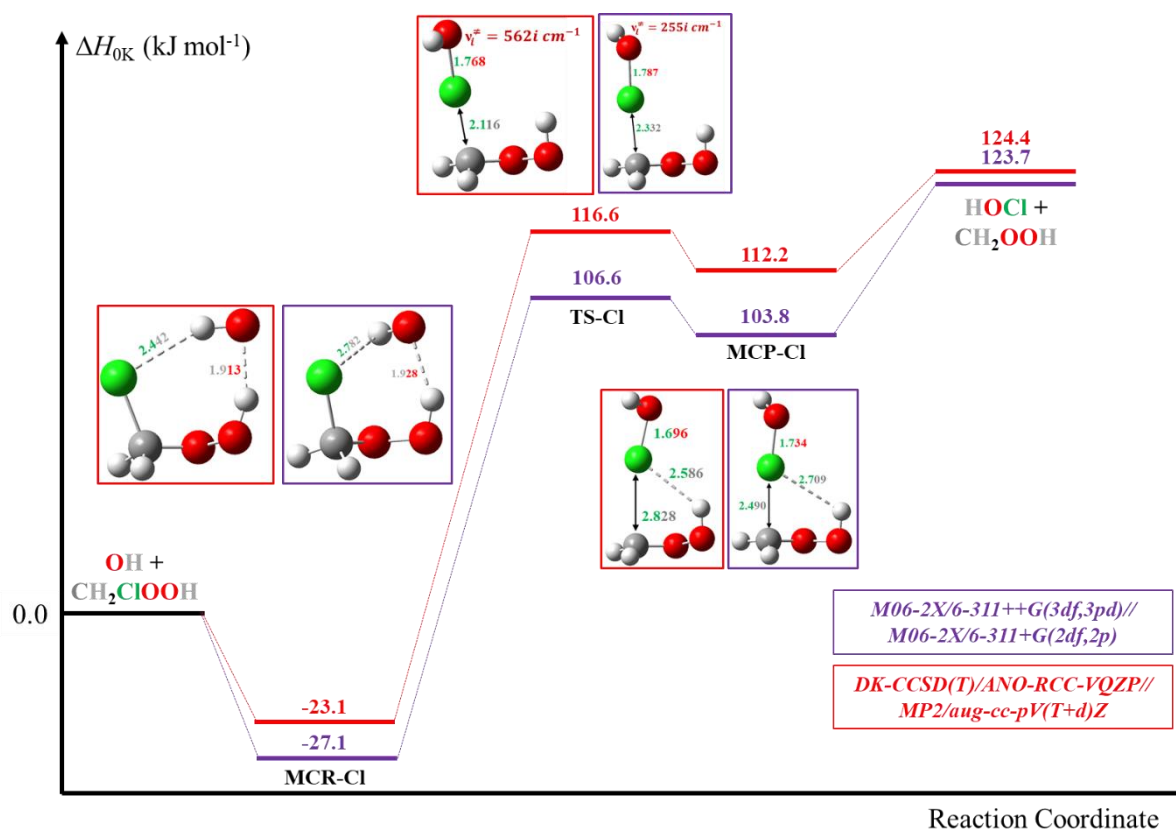 ΔH0K (kJ mol-1)
ν_i^≠ = 562i cm−1
1.768
2.116
ν_i^≠ = 255i cm−1
1.787
2.332
124.4
123.7
HOCl +
CH2OOH
116.6
106.6
TS-Cl
112.2
103.8
MCP-Cl
2.442
1.913
2.782
1.928
1.696
2.586
2.828
1.734
2.709
2.490
OH +
CH2ClOOH
0.0
-23.1
-27.1
MCR-Cl
M06-2X/6-311++G(3df,3pd)//
M06-2X/6-311+G(2df,2p)
DK-CCSD(T)/ANO-RCC-VQZP//
MP2/aug-cc-pV(T+d)Z
Reaction Coordinate